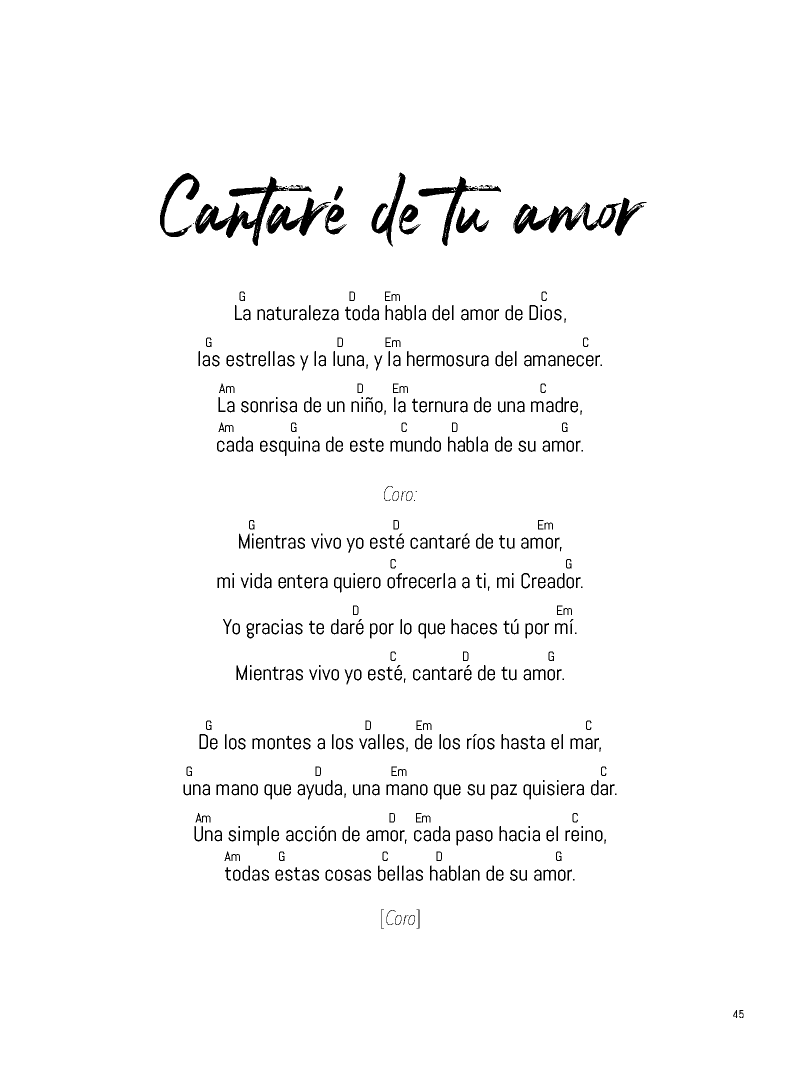 Cantaré de tu amor
G D Em C
La naturaleza toda habla del amor de Dios,
G D Em C
las estrellas y la luna, y la hermosura del amanecer.
Am D Em C
La sonrisa de un niño, la ternura de una madre,
Am G C D G
cada esquina de este mundo habla de su amor.
Coro:
G D Em
Mientras vivo yo esté cantaré de tu amor,
C G
mi vida entera quiero ofrecerla a ti, mi Creador.
D Em
Yo gracias te daré por lo que haces tú por mí.
C D G
Mientras vivo yo esté, cantaré de tu amor.
G D Em C
De los montes a los valles, de los ríos hasta el mar,
G D Em C
una mano que ayuda, una mano que su paz quisiera dar.
Am D Em C
Una simple acción de amor, cada paso hacia el reino,
Am G C D G
todas estas cosas bellas hablan de su amor.
[Coro]
45